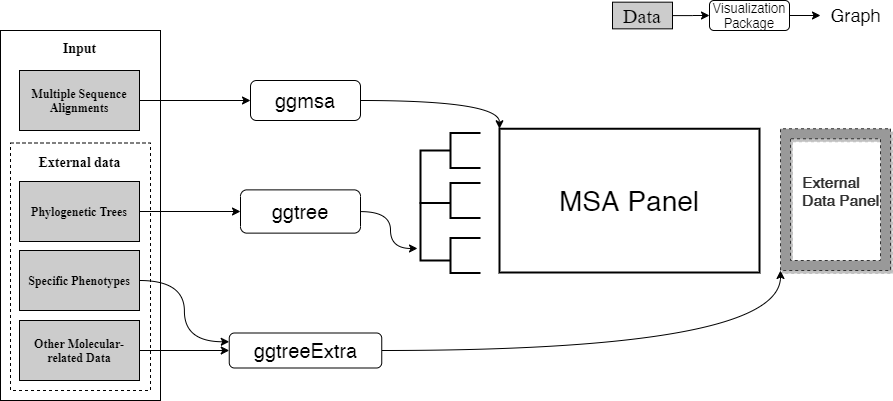 Data
Visualization
Package
Graph
Input
Multiple Sequence
Alignments
ggmsa
External data
Phylogenetic Trees
ggtree
MSA Panel
External
Data Panel
Specific Phenotypes
Other Molecular-
related Data
ggtreeExtra